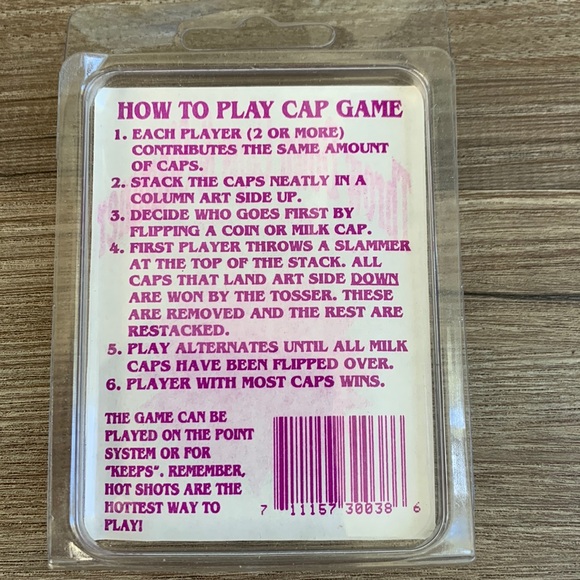 HOW TO PLAY CAP GAME
1. EACH PLAYER (2 OR MORE)
CONTRIBUTES THE SAME AMOUNT
OF CAPS.
2. STACK THE CAPS NEATLY IN A
COLUMN ART SIDE UP.
3. DECIDE WHO GOES FIRST BY
FLIPPING A COIN OR MILK CAP.
4. FIRST PLAYER THROWS A SLAMMER
AT THE TOP OF THE STACK. ALL
CAPS THAT LAND ART SIDE DOWN
ARE WON BY THE TOSSER. THESE
ARE REMOVED AND THE REST ARE
RESTACKED.
5. PLAY ALTERNATES UNTIL ALL MILK
CAPS HAVE BEEN FLIPPED OVER.
6. PLAYER WITH MOST CAPS WINS.
THE GAME CAN BE
PLAYED ON THE POINT
SYSTEM OR FOR
"KEEPS". REMEMBER,
HOT SHOTS ARE THE
HOTTEST WAY TO
PLAY!
7 11157 30038 6